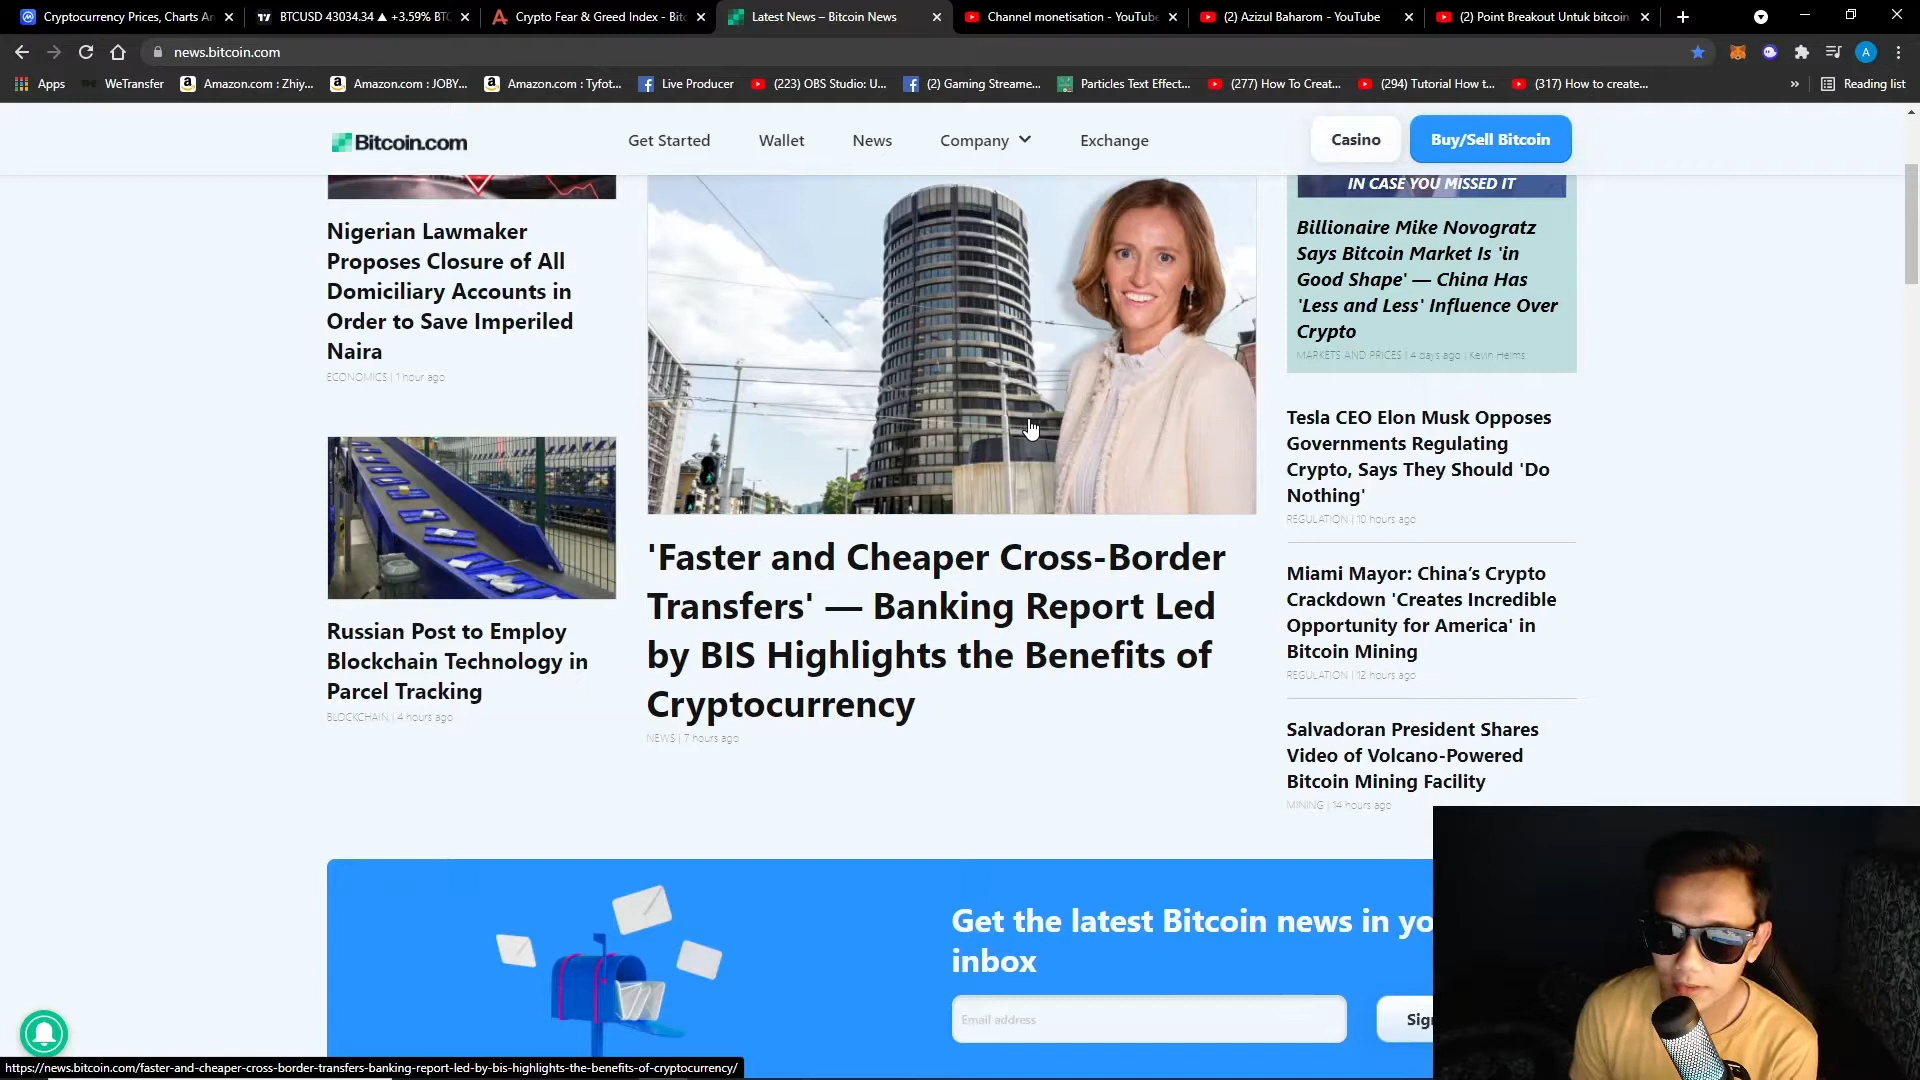 Cryptocurrency Prices, Charts An
BTCUSD 43034.34 ▲ +3.59% BTC
Crypto Fear & Greed Index - Bitc
Latest News – Bitcoin News
Channel monetisation - YouTube
(2) Azizul Baharom - YouTube
(2) Point Breakout Untuk bitcoin
news.bitcoin.com
A
Apps
WeTransfer
Amazon.com : Zhiy...
Amazon.com : JOBY...
Amazon.com : Tyfot...
Live Producer
(223) OBS Studio: U...
(2) Gaming Streame...
Particles Text Effect...
(277) How To Creat...
(294) Tutorial How t...
(317) How to create...
»
Reading list
Bitcoin.com
Get Started
Wallet
News
Company
Exchange
Casino
Buy/Sell Bitcoin
Nigerian Lawmaker
Proposes Closure of All
Domiciliary Accounts in
Order to Save Imperiled
Naira
ECONOMICS | 1 hour ago
Russian Post to Employ
Blockchain Technology in
Parcel Tracking
BLOCKCHAIN | 4 hours ago
'Faster and Cheaper Cross-Border
Transfers' — Banking Report Led
by BIS Highlights the Benefits of
Cryptocurrency
NEWS | 7 hours ago
IN CASE YOU MISSED IT
Billionaire Mike Novogratz
Says Bitcoin Market Is 'in
Good Shape' — China Has
'Less and Less' Influence Over
Crypto
MARKETS AND PRICES | 4 days ago | Kevin Helms
Tesla CEO Elon Musk Opposes
Governments Regulating
Crypto, Says They Should 'Do
Nothing'
REGULATION | 10 hours ago
Miami Mayor: China’s Crypto
Crackdown 'Creates Incredible
Opportunity for America' in
Bitcoin Mining
REGULATION | 12 hours ago
Salvadoran President Shares
Video of Volcano-Powered
Bitcoin Mining Facility
MINING | 14 hours ago
Get the latest Bitcoin news in yo
inbox
Email address
Sig
https://news.bitcoin.com/faster-and-cheaper-cross-border-transfers-banking-report-led-by-bis-highlights-the-benefits-of-cryptocurrency/